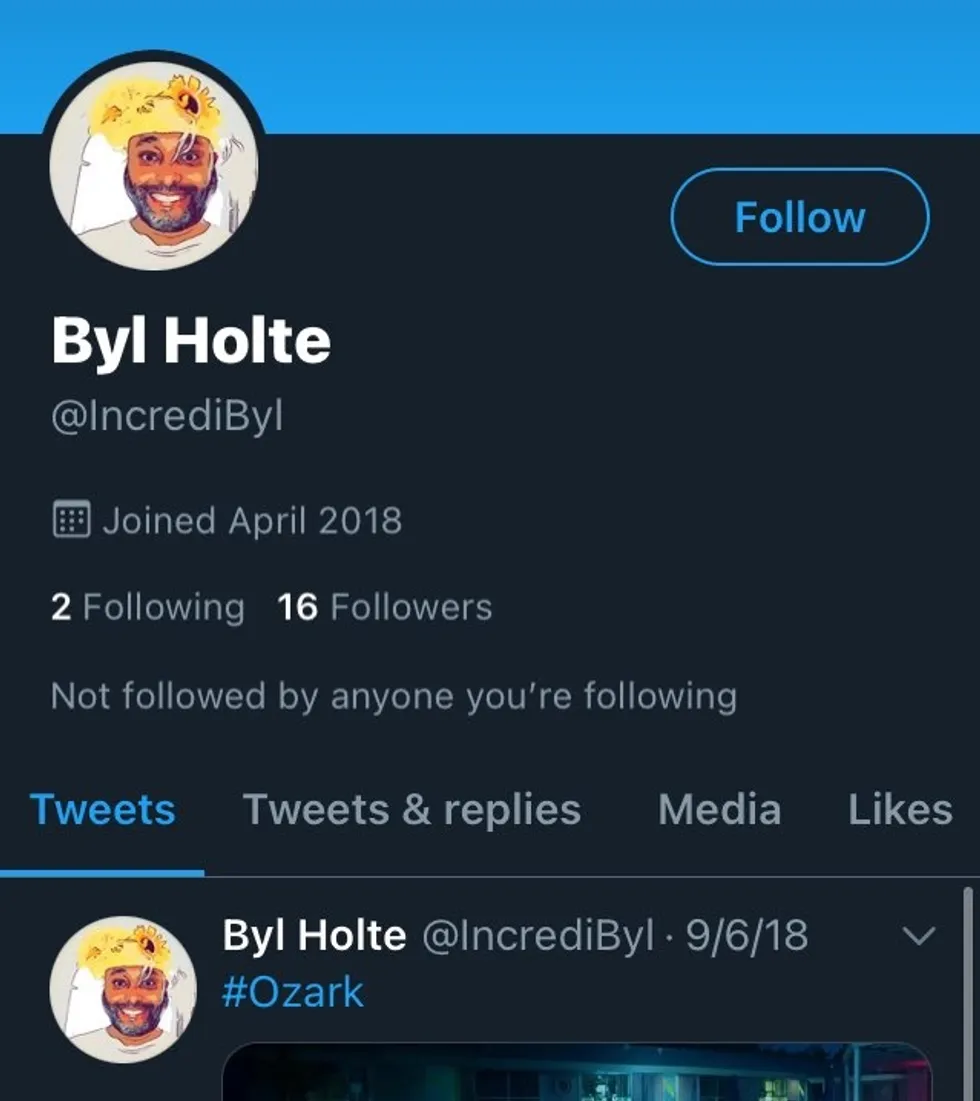 Follow
Byl Holte
@IncrediByl
Joined April 2018
2 Following 16 Followers
Not followed by anyone you’re following
Tweets Tweets & replies Media Likes
Byl Holte @IncrediByl · 9/6/18
#Ozark